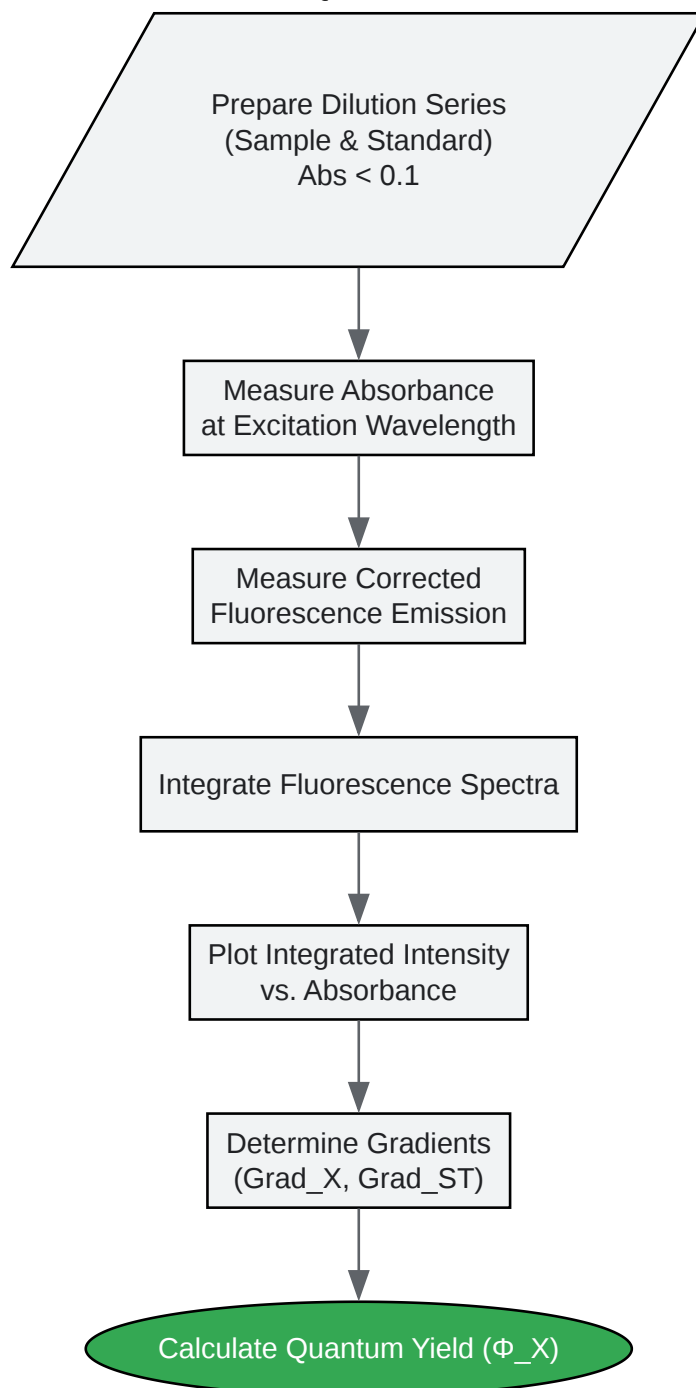 Prepare Dilution Series
(Sample & Standard)
Abs < 0.1
Measure Absorbance
at Excitation Wavelength
Measure Corrected
Fluorescence Emission
Integrate Fluorescence Spectra
Plot Integrated Intensity
vs. Absorbance
Determine Gradients
(Grad_X, Grad_ST)
Calculate Quantum Yield (Φ_X)